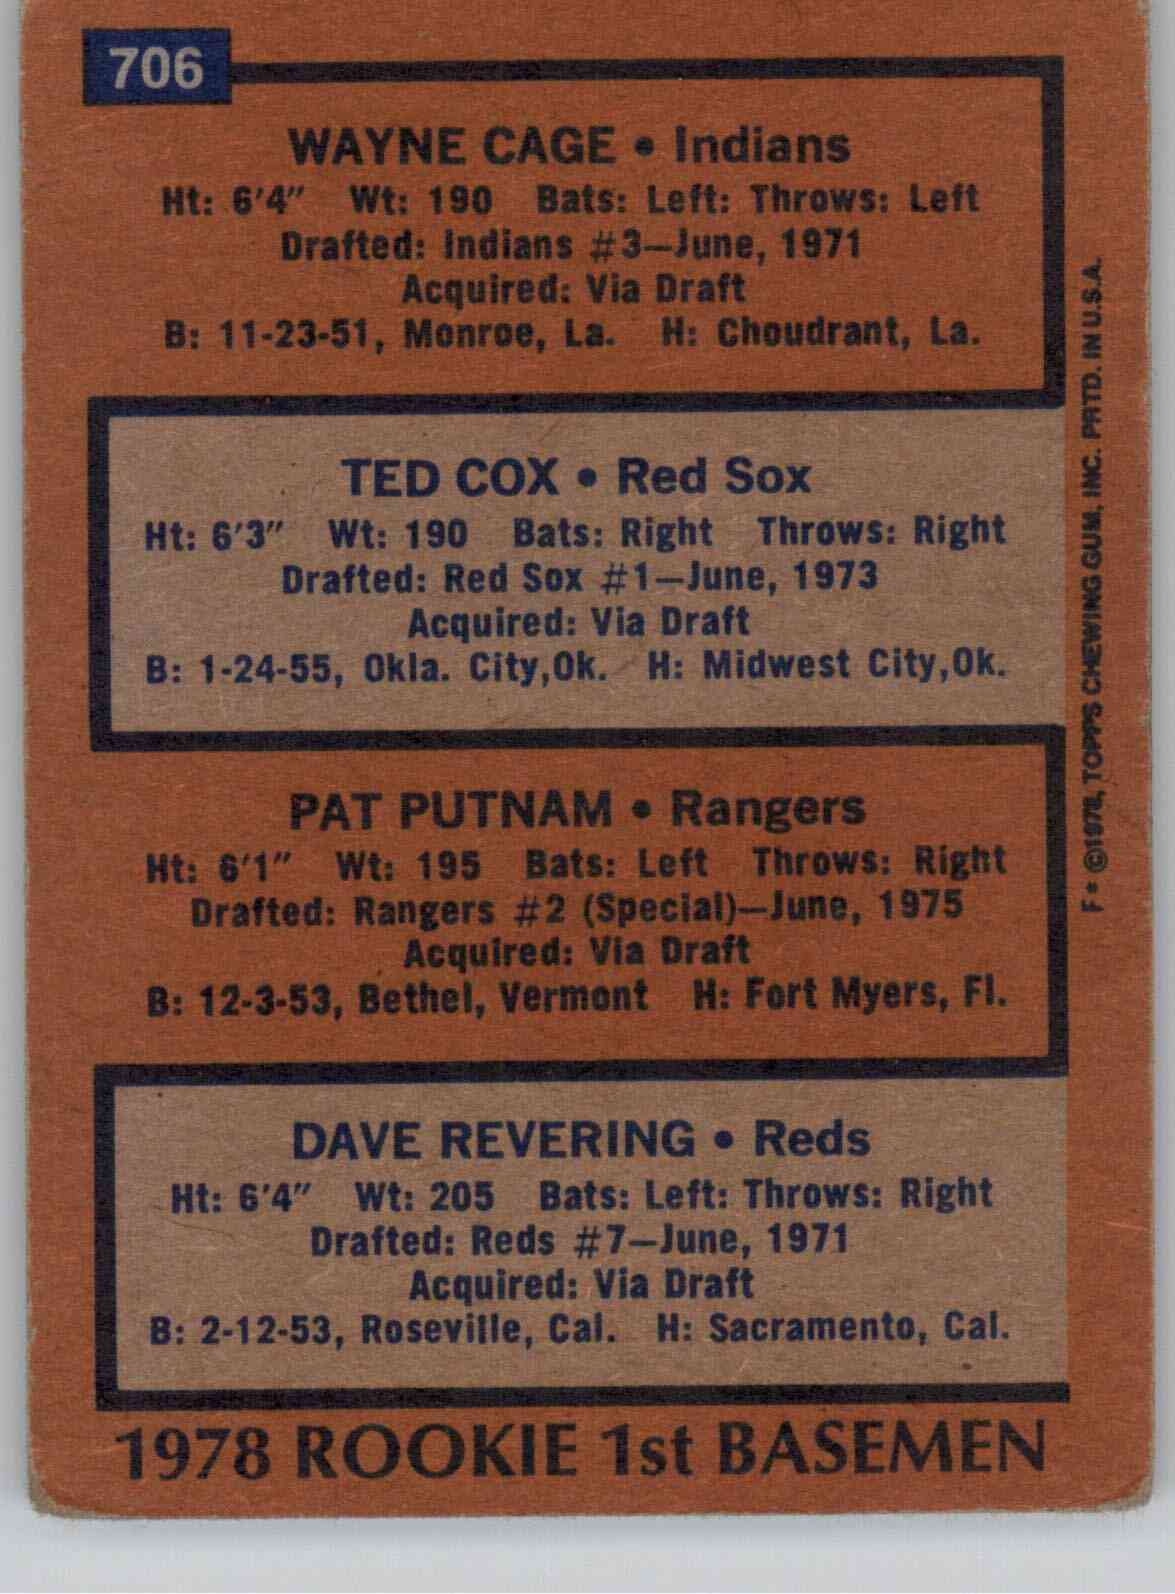 706
WAYNE CAGE • Indians
Ht: 6'4" Wt: 190 Bats: Left: Throws: Left
Drafted: Indians #3—June, 1971
Acquired: Via Draft
B: 11-23-51, Monroe, La. H: Choudrant, La.
TED COX • Red Sox
Ht: 6'3" Wt: 190 Bats: Right Throws: Right
Drafted: Red Sox #1—June, 1973
Acquired: Via Draft
B: 1-24-55, Okla. City,Ok. H: Midwest City,Ok.
PAT PUTNAM • Rangers
Ht: 6'1" Wt: 195 Bats: Left Throws: Right
Drafted: Rangers #2 (Special)—June, 1975
Acquired: Via Draft
B: 12-3-53, Bethel, Vermont H: Fort Myers, Fl.
DAVE REVERING • Reds
Ht: 6'4" Wt: 205 Bats: Left: Throws: Right
Drafted: Reds #7—June, 1971
Acquired: Via Draft
B: 2-12-53, Roseville, Cal. H: Sacramento, Cal.
1978 ROOKIE 1st BASEMEN
F* ©1978, TOPPS CHEWING GUM, INC. PRTD. IN U.S.A.